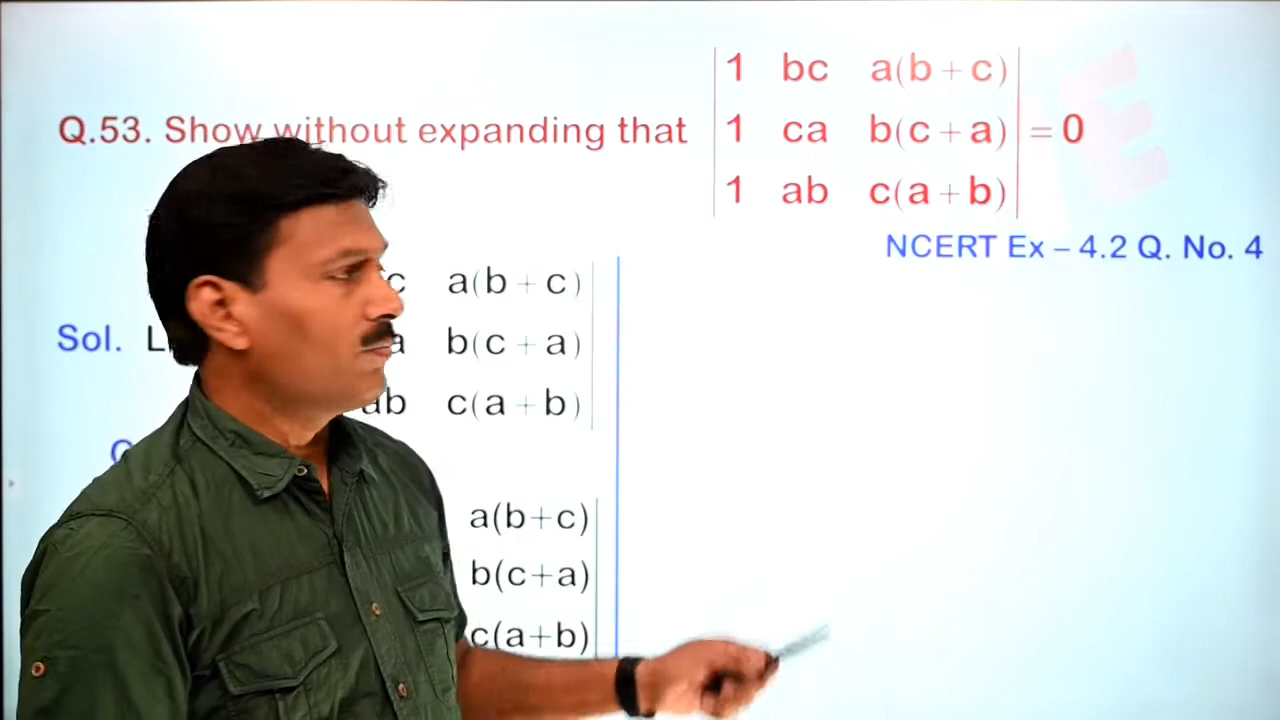 1 bc a(b + c)
Q.53. Show without expanding that 1 ca b(c + a) = 0
1 ab c(a + b)
NCERT Ex – 4.2 Q. No. 4
c a(b + c)
Sol. L a b(c + a)
ab c(a + b)
a(b+c)
b(c+a)
c(a+b)